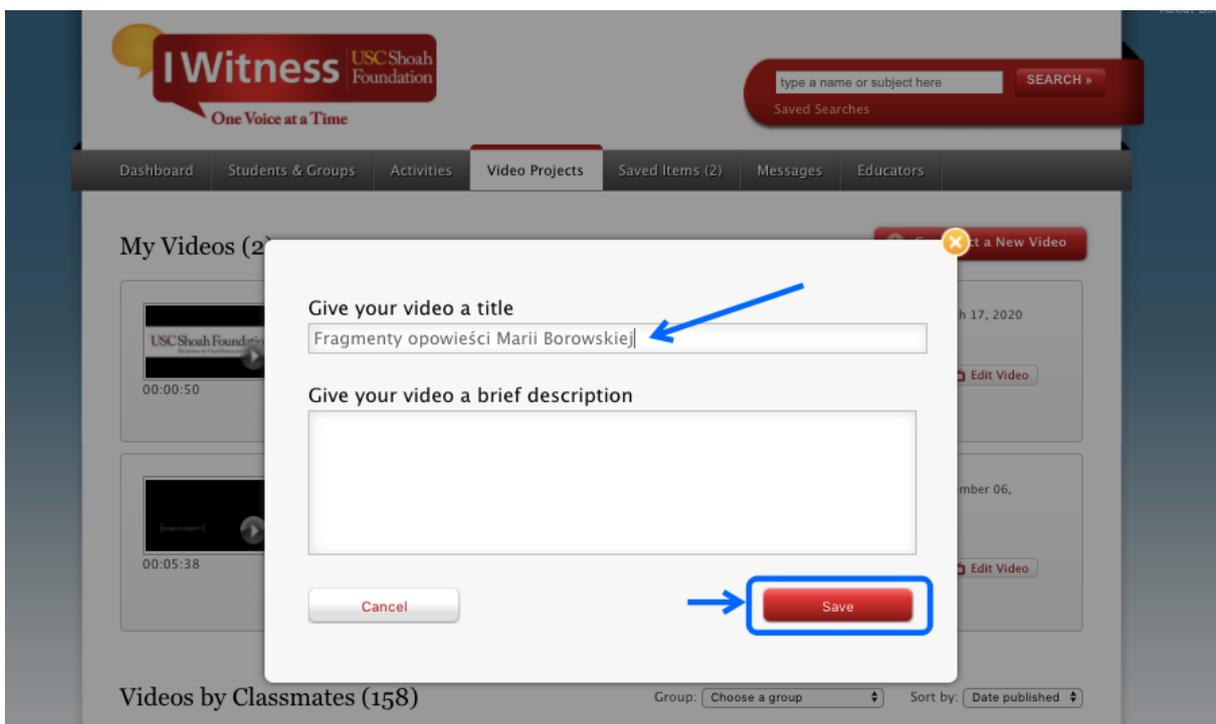 IWitness USC Shoah Foundation
One Voice at a Time
type a name or subject here SEARCH »
Saved Searches
Dashboard Students & Groups Activities Video Projects Saved Items (2) Messages Educators
My Videos (2 ct a New Video
Give your video a title
Fragmenty opowieści Marii Borowskiej
h 17, 2020
USC Shoah
00:00:50
Edit Video
Give your video a brief description
mber 06,
00:05:38
Edit Video
Cancel Save
Videos by Classmates (158) Group: Choose a group Sort by: Date published